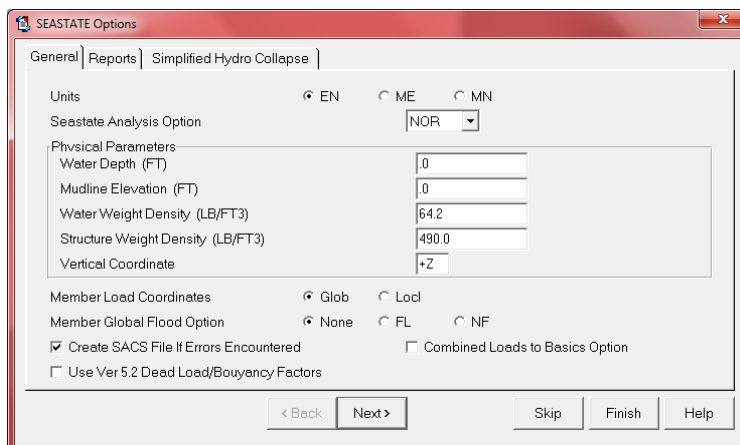 SEASTATE Options
General Reports Simplified Hydro Collapse
Units EN ME MN
Seastate Analysis Option NOR
Physical Parameters
Water Depth (FT) .0
Mudline Elevation (FT) .0
Water Weight Density (LB/FT3) 64.2
Structure Weight Density (LB/FT3) 490.0
Vertical Coordinate +Z
Member Load Coordinates Glob Locl
Member Global Flood Option None FL NF
Create SACS File If Errors Encountered Combined Loads to Basics Option
Use Ver 5.2 Dead Load/Bouyancy Factors
< Back Next > Skip Finish Help